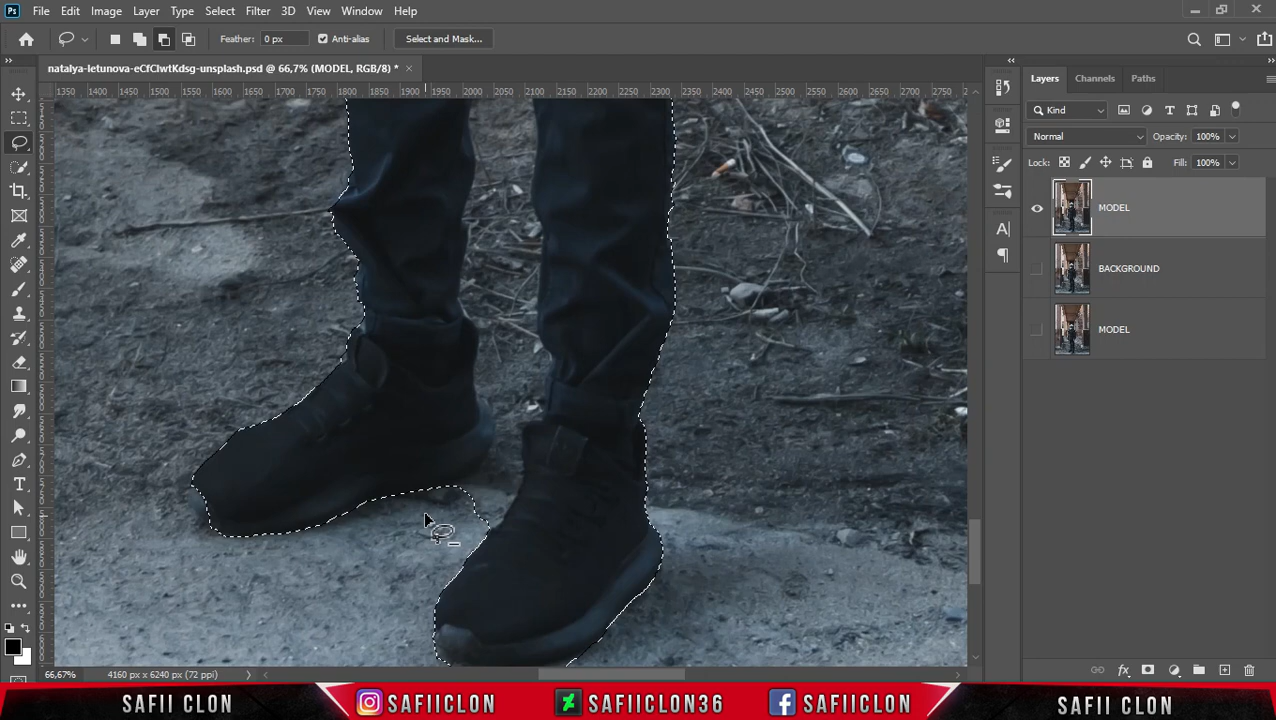 Ps File Edit Image Layer Type Select Filter 3D View Window Help
Feather: 0 px Anti-alias Select and Mask...
natalya-letunova-eCfClwtKdsg-unsplash.psd @ 66,7% (MODEL, RGB/8) * ×
1350 1400 1450 1500 1550 1600 1650 1700 1750 1800 1850 1900 1950 2000 2050 2100 2150 2200 2250 2300 2350 2400 2450 2500 2550 2600 2650 2700 2750
Layers Channels Paths
Kind
Normal Opacity: 100%
Lock: Fill: 100%
MODEL
BACKGROUND
MODEL
66,67% 4160 px x 6240 px (72 ppi)
SAFII CLON SAFIICLON SAFIICLON36 SAFIICLON SAFII CLON